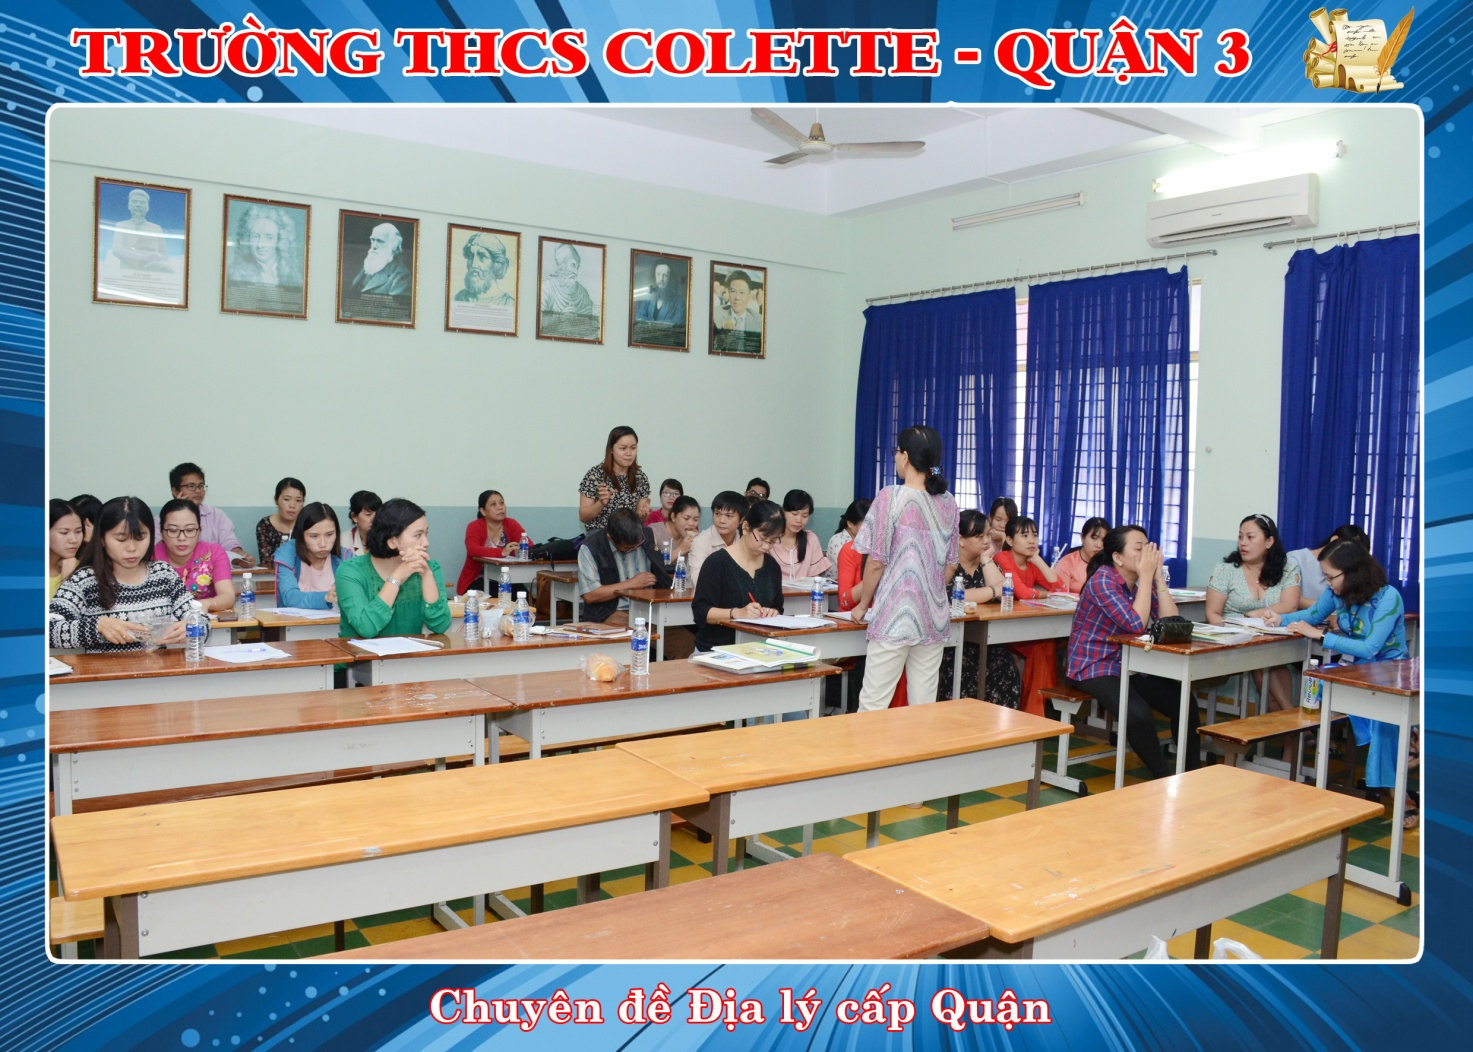 TRƯỜNG THCS COLETTE - QUẬN 3
Chuyên đề Địa lý cấp Quận